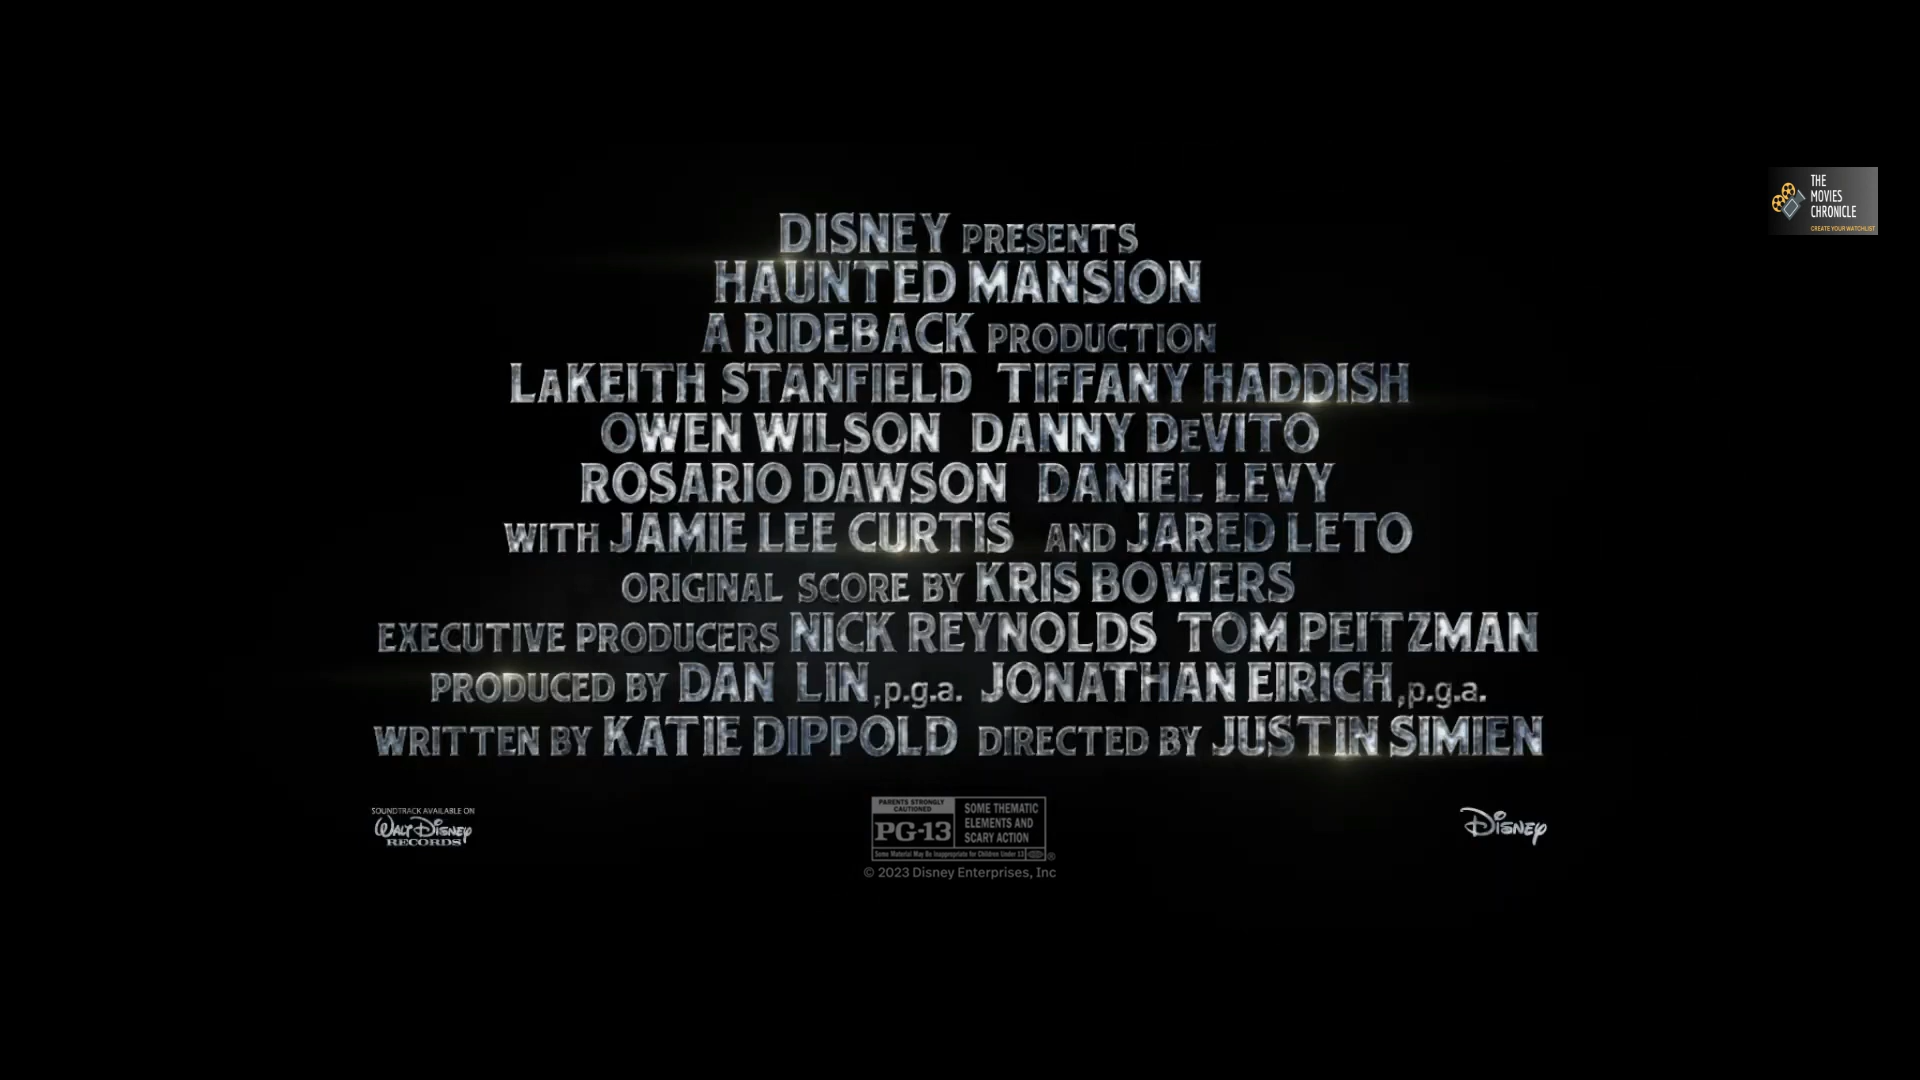 THE
MOVIES
CHRONICLE
CREATE YOUR WATCHLIST
DISNEY PRESENTS
HAUNTED MANSION
A RIDEBACK PRODUCTION
LaKEITH STANFIELD TIFFANY HADDISH
OWEN WILSON DANNY DeVITO
ROSARIO DAWSON DANIEL LEVY
WITH JAMIE LEE CURTIS AND JARED LETO
ORIGINAL SCORE BY KRIS BOWERS
EXECUTIVE PRODUCERS NICK REYNOLDS TOM PEITZMAN
PRODUCED BY DAN LIN, p.g.a. JONATHAN EIRICH, p.g.a.
WRITTEN BY KATIE DIPPOLD DIRECTED BY JUSTIN SIMIEN
SOUNDTRACK AVAILABLE ON
WALT DISNEY
RECORDS
PARENTS STRONGLY
CAUTIONED
PG-13
SOME THEMATIC
ELEMENTS AND
SCARY ACTION
Some Material May Be Inappropriate for Children Under 13
®
© 2023 Disney Enterprises, Inc
DISNEY